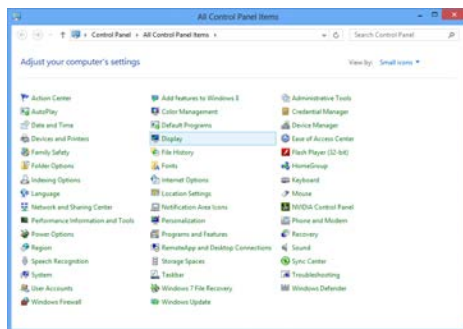 All Control Panel Items
Control Panel All Control Panel Items Search Control Panel
Adjust your computer's settings View by: Small icons
Action Center Add features to Windows 8 Administrative Tools
AutoPlay Color Management Credential Manager
Date and Time Default Programs Device Manager
Devices and Printers Display Ease of Access Center
Family Safety File History Flash Player (32-bit)
Folder Options Fonts HomeGroup
Indexing Options Internet Options Keyboard
Language Location Settings Mouse
Network and Sharing Center Notification Area Icons NVIDIA Control Panel
Performance Information and Tools Personalization Phone and Modem
Power Options Programs and Features Recovery
Region RemoteApp and Desktop Connections Sound
Speech Recognition Storage Spaces Sync Center
System Taskbar Troubleshooting
User Accounts Windows 7 File Recovery Windows Defender
Windows Firewall Windows Update